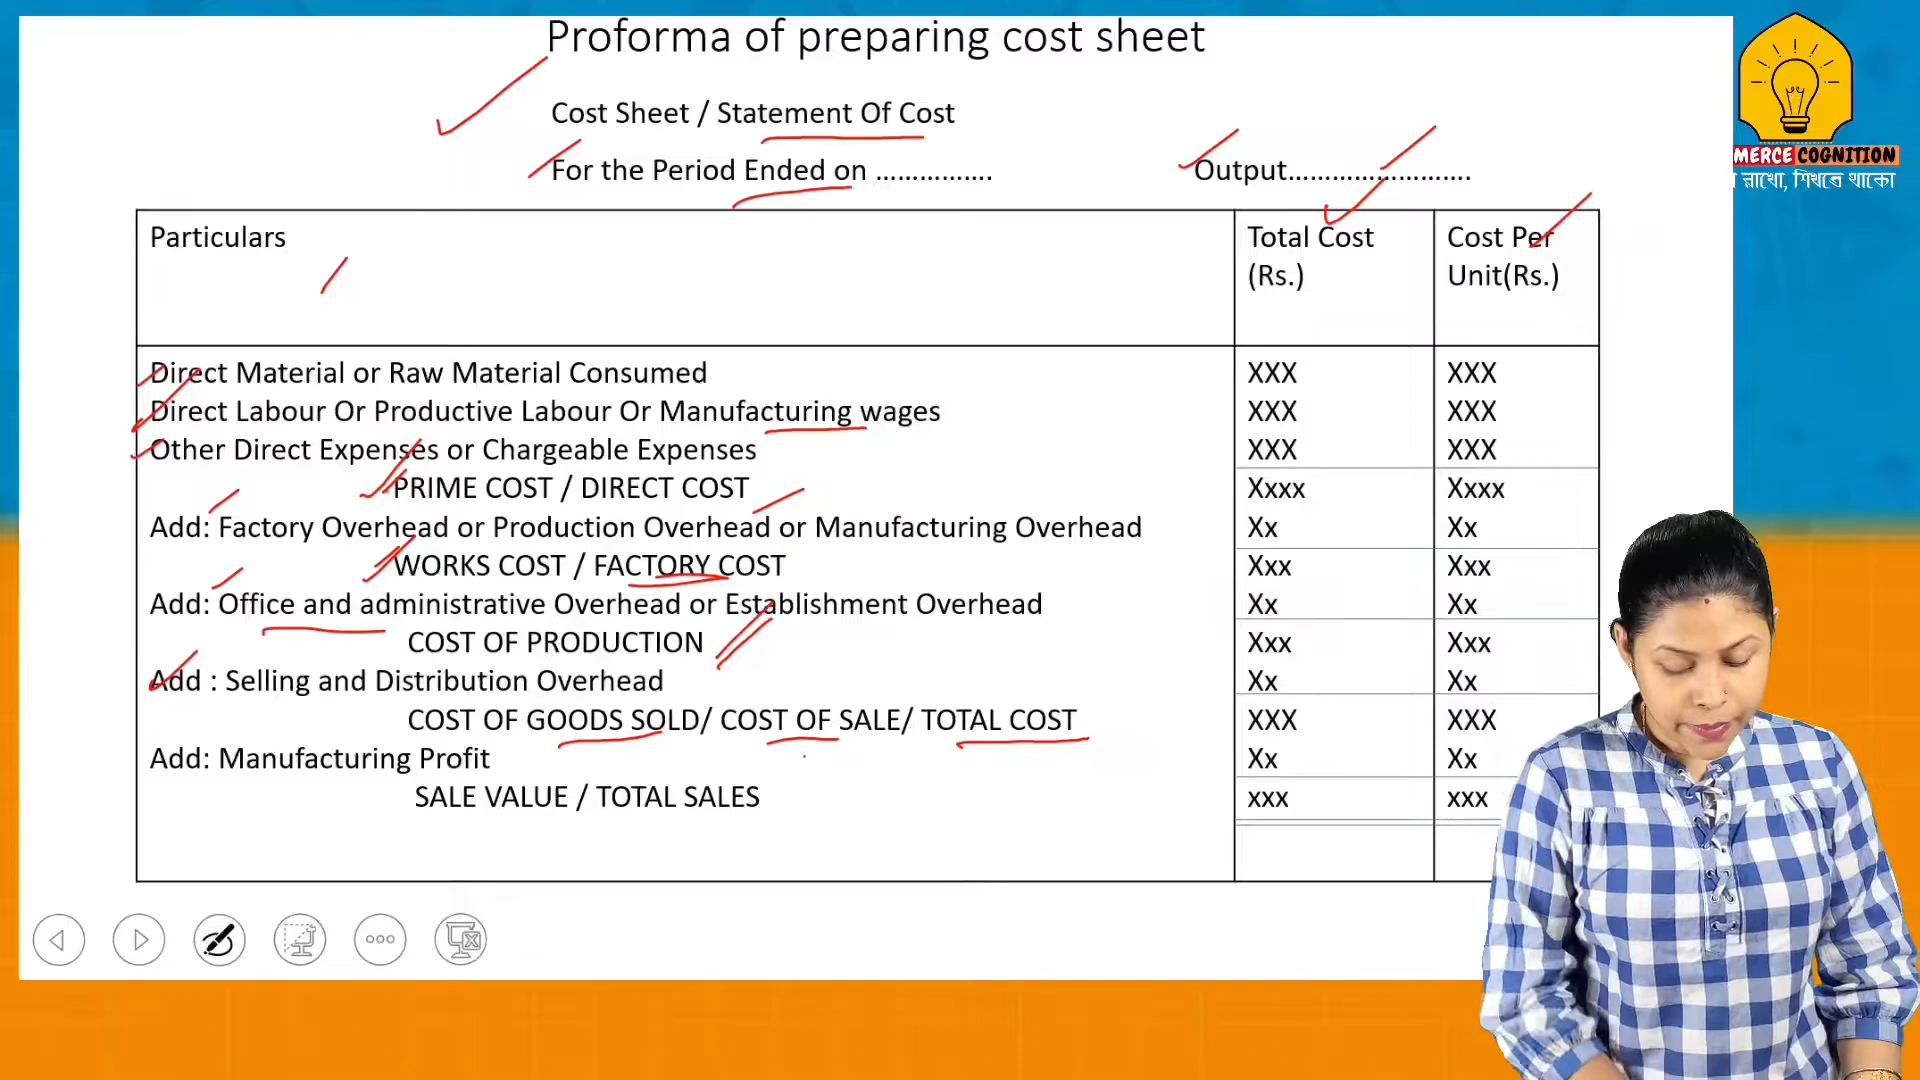 Proforma of preparing cost sheet
Cost Sheet / Statement Of Cost
For the Period Ended on ................ Output.........................
MERCE COGNITION
রাখো, শিখতে থাকো
Particulars Total Cost (Rs.) Cost Per Unit(Rs.)
Direct Material or Raw Material Consumed XXX XXX
Direct Labour Or Productive Labour Or Manufacturing wages XXX XXX
Other Direct Expenses or Chargeable Expenses XXX XXX
PRIME COST / DIRECT COST Xxxx Xxxx
Add: Factory Overhead or Production Overhead or Manufacturing Overhead Xx Xx
WORKS COST / FACTORY COST Xxx Xxx
Add: Office and administrative Overhead or Establishment Overhead Xx Xx
COST OF PRODUCTION Xxx Xxx
Add : Selling and Distribution Overhead Xx Xx
COST OF GOODS SOLD/ COST OF SALE/ TOTAL COST XXX XXX
Add: Manufacturing Profit Xx Xx
SALE VALUE / TOTAL SALES xxx xxx